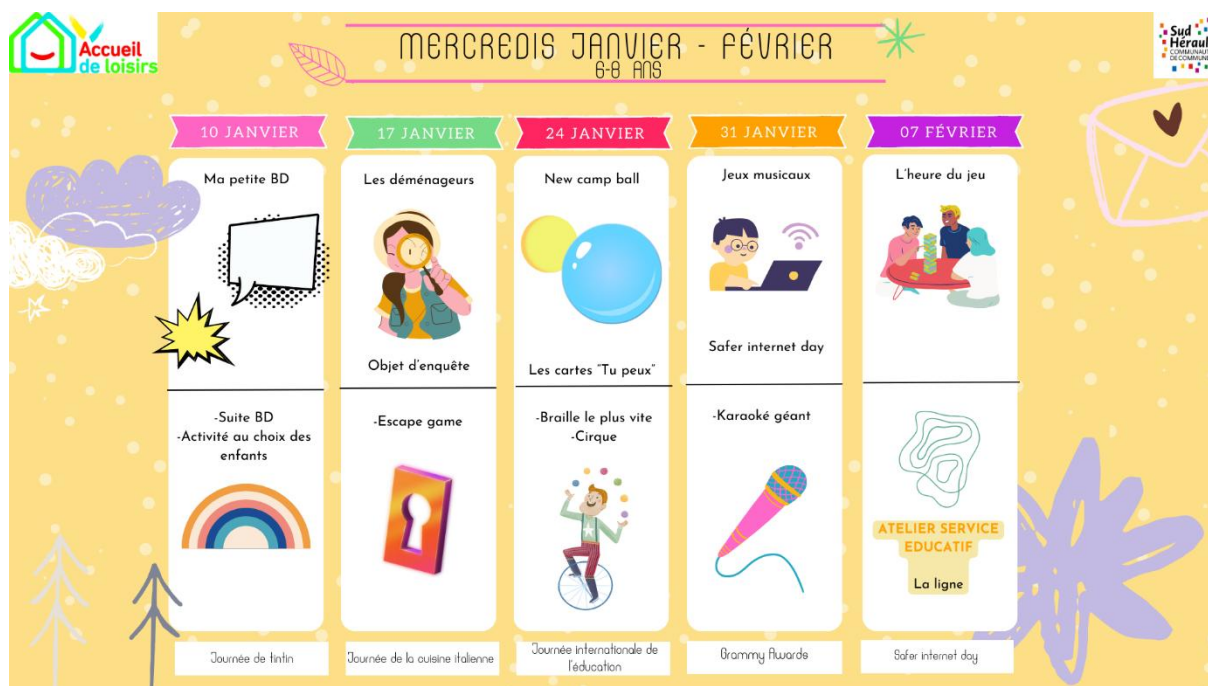 Accueil
de loisirs
MERCREDIS JANVIER - FÉVRIER
6-8 ANS
Sud
Hérault
COMMUNAUTÉ
DE COMMUNES
10 JANVIER
Ma petite BD
-Suite BD
-Activité au choix des
enfants
Journée de tintin
17 JANVIER
Les déménageurs
Objet d'enquête
-Escape game
Journée de la cuisine italienne
24 JANVIER
New camp ball
Les cartes "Tu peux"
-Braille le plus vite
-Cirque
Journée internationale de
l'éducation
31 JANVIER
Jeux musicaux
Safer internet day
-Karaoké géant
Grammy Awards
07 FÉVRIER
L'heure du jeu
ATELIER SERVICE
EDUCATIF
La ligne
Safer internet day